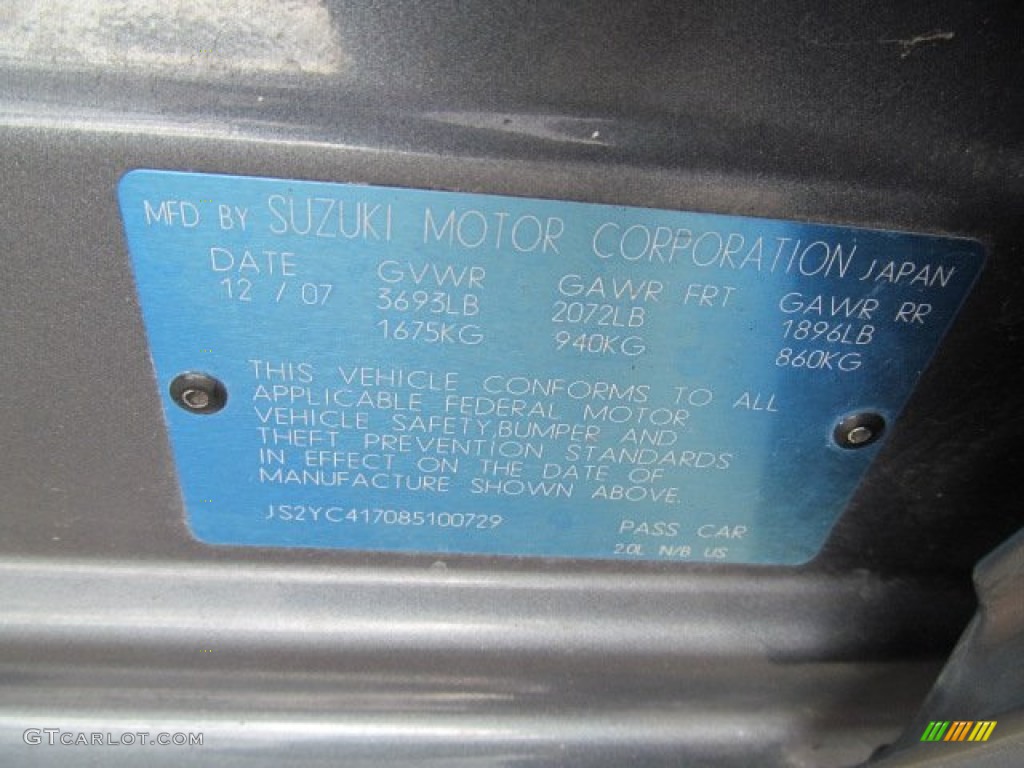 MFD BY SUZUKI MOTOR CORPORATION JAPAN
DATE GVWR GAWR FRT GAWR RR
12 / 07 3693LB 2072LB 1896LB
1675KG 940KG 860KG
THIS VEHICLE CONFORMS TO ALL
APPLICABLE FEDERAL MOTOR
VEHICLE SAFETY,BUMPER AND
THEFT PREVENTION STANDARDS
IN EFFECT ON THE DATE OF
MANUFACTURE SHOWN ABOVE.
JS2YC417085100729 PASS CAR
2.0L N/B US
GTCARLOT.COM